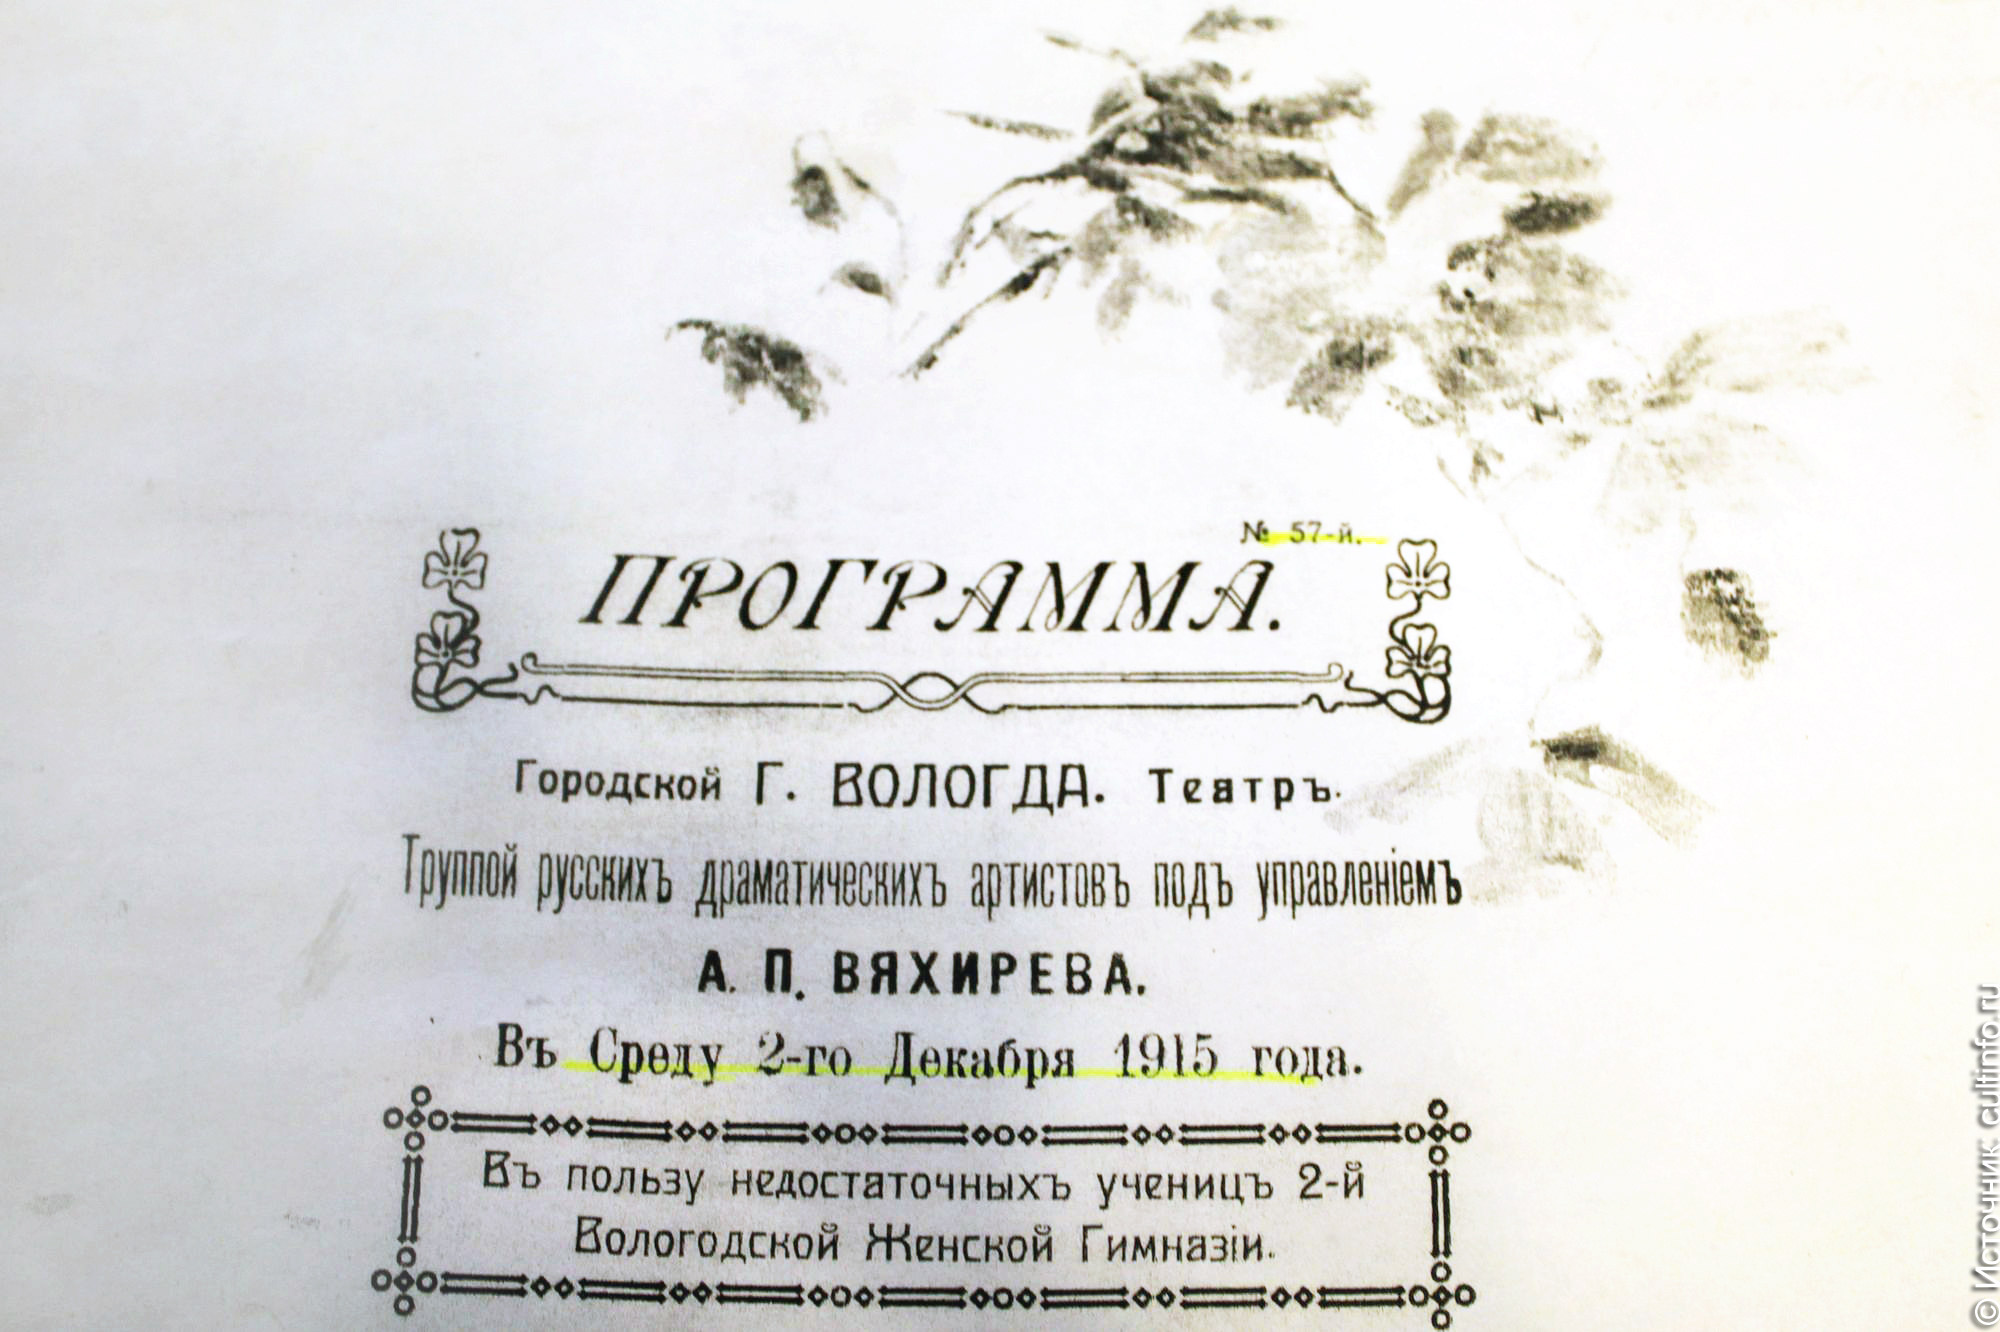 № 57-й.
ПРОГРАММА.
Городской Г. ВОЛОГДА. Театръ.
Труппой русскихъ драматическихъ артистовъ подъ управленіемъ
А. П. ВЯХИРЕВА.
Въ Среду 2-го Декабря 1915 года.
Въ пользу недостаточныхъ ученицъ 2-й
Вологодской Женской Гимназіи.
© Источник: cultinfo.ru